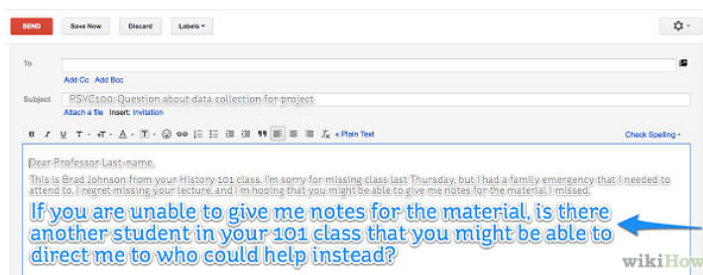 SEND Save Now Discard Labels
To
Add Cc Add Bcc
Subject PSYC100: Question about data collection for project
Attach a file Insert: Invitation
B I U T - тT - A - T - « Plain Text Check Spelling -
Dear Professor Last-name,
This is Brad Johnson from your History 101 class. I'm sorry for missing class last Thursday, but I had a family emergency that I needed to
attend to. I regret missing your lecture, and I'm hoping that you might be able to give me notes for the material I missed.
If you are unable to give me notes for the material, is there
another student in your 101 class that you might be able to
direct me to who could help instead?
wikiHow